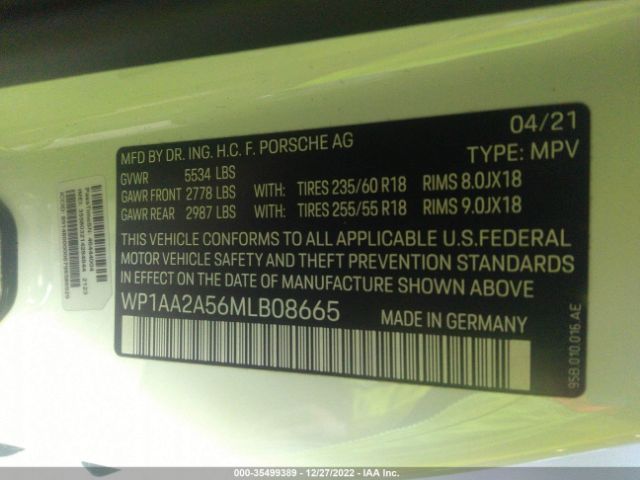 04/21
MFD BY DR. ING. H.C. F. PORSCHE AG
TYPE: MPV
GVWR 5534 LBS
GAWR FRONT 2778 LBS WITH: TIRES 235/60 R18 RIMS 8.0JX18
GAWR REAR 2987 LBS WITH: TIRES 255/55 R18 RIMS 9.0JX18
THIS VEHICLE CONFORMS TO ALL APPLICABLE U.S. FEDERAL
MOTOR VEHICLE SAFETY AND THEFT PREVENTION STANDARDS
IN EFFECT ON THE DATE OF MANUFACTURE SHOWN ABOVE.
WP1AA2A56MLB08665 MADE IN GERMANY
95B.010.016.AE
000-35499389 - 12/27/2022 - IAA Inc.